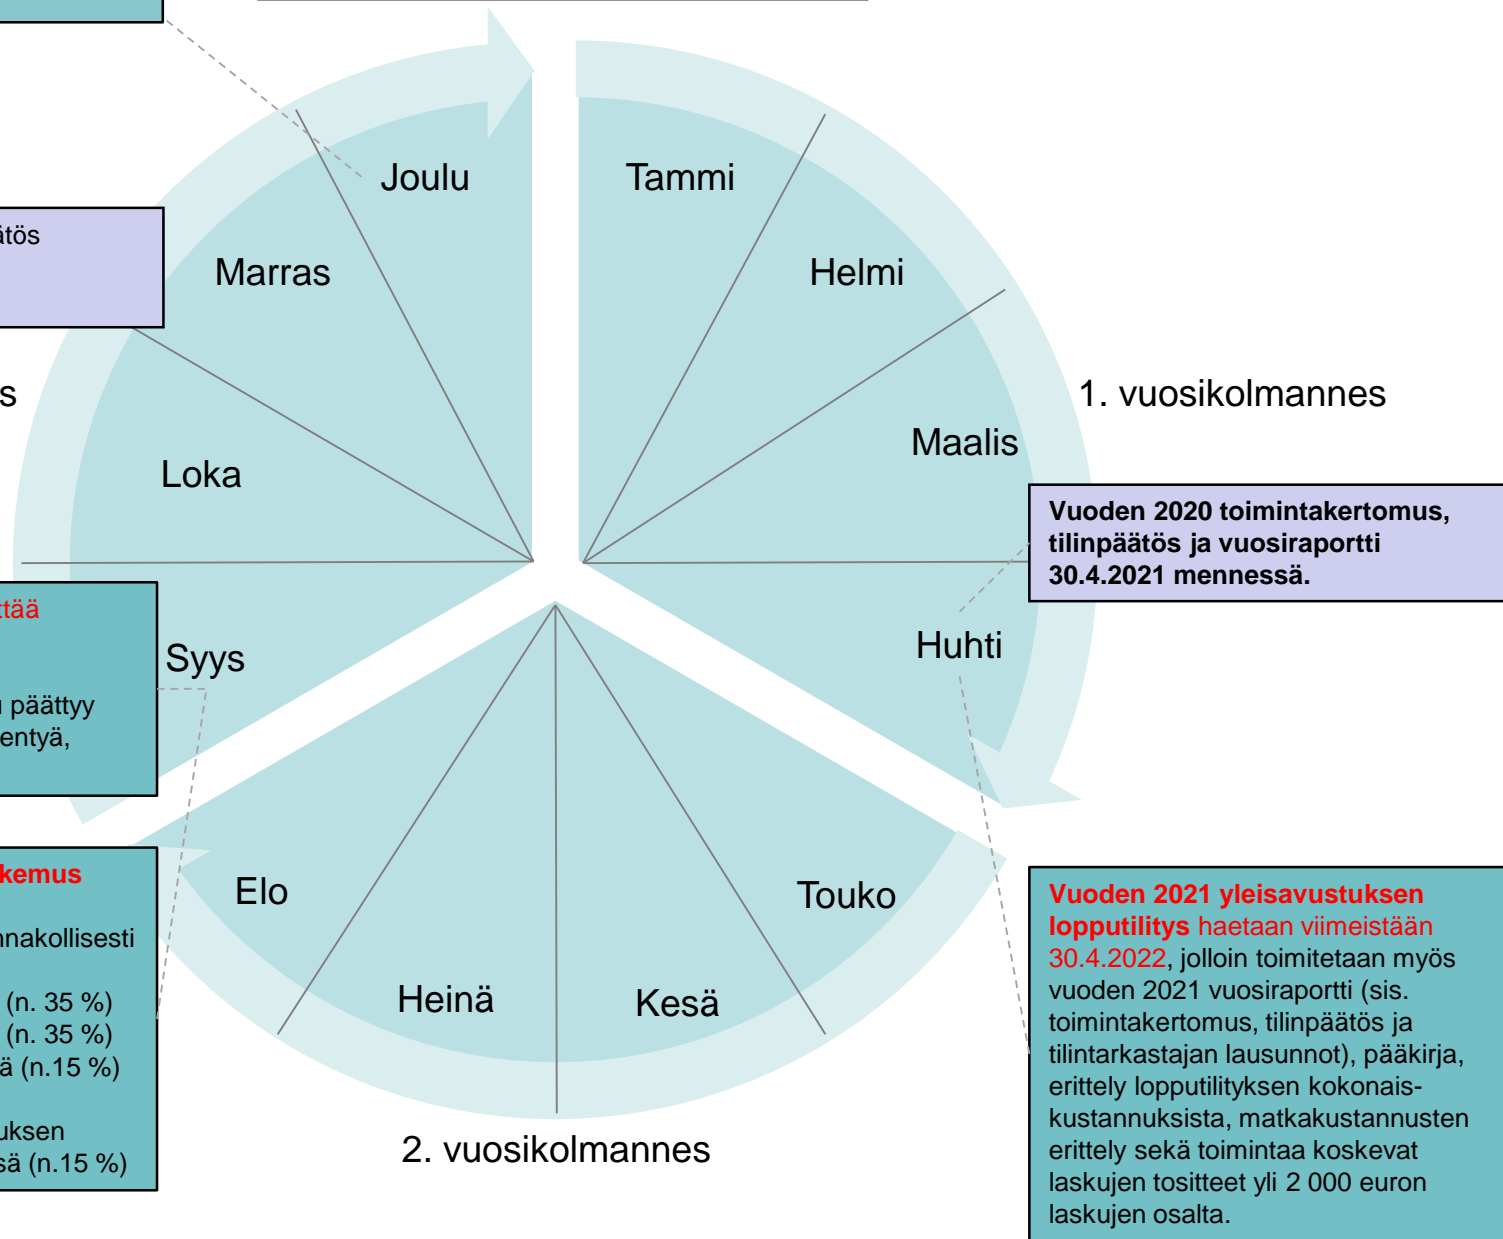 Joulu
Tammi
Marras
Helmi
1. vuosikolmannes
Maalis
Loka
Vuoden 2020 toimintakertomus,
tilinpäätös ja vuosiraportti
30.4.2021 mennessä.
Huhti
Syys
päättyy
Elo
Touko
Heinä
Kesä
2. vuosikolmannes
(n. 35 %)
(n. 35 %)
(n.15 %)
(n.15 %)
Vuoden 2021 yleisavustuksen
lopputilitys haetaan viimeistään
30.4.2022, jolloin toimitetaan myös
vuoden 2021 vuosiraportti (sis.
toimintakertomus, tilinpäätös ja
tilintarkastajan lausunnot), pääkirja,
erittely lopputilityksen kokonais-
kustannuksista, matkakustannusten
erittely sekä toimintaa koskevat
laskujen tositteet yli 2 000 euron
laskujen osalta.